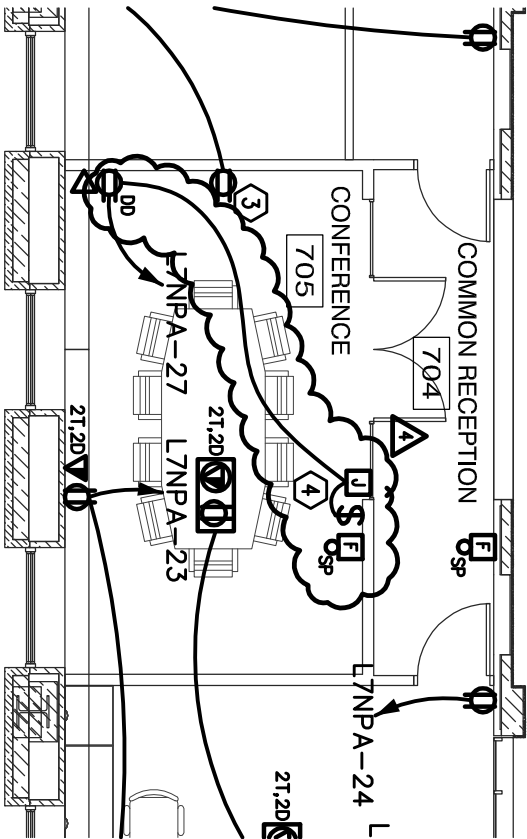 COMMON RECEPTION
704
CONFERENCE
705
3
4
4
DD
L7NPA-27
2T,2D
L7NPA-23
2T,2D
J
S
F
SP
F
SP
L7NPA-24
L
2T,2D